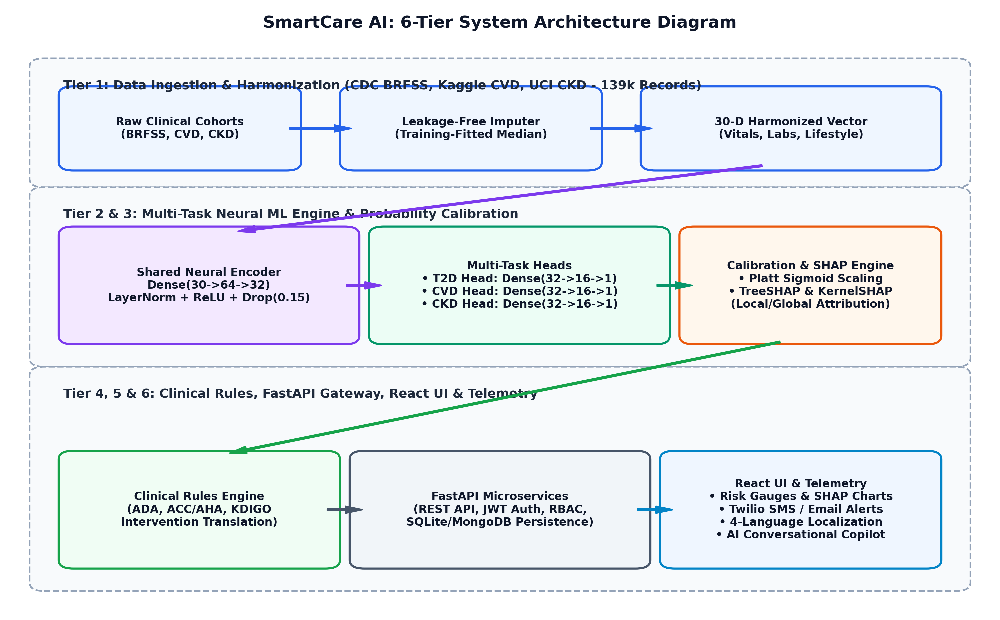 SmartCare AI: 6-Tier System Architecture Diagram
Tier 1: Data Ingestion & Harmonization (CDC BRFSS, Kaggle CVD, UCI CKD - 139k Records)
Raw Clinical Cohorts
(BRFSS, CVD, CKD)
Leakage-Free Imputer
(Training-Fitted Median)
30-D Harmonized Vector
(Vitals, Labs, Lifestyle)
Tier 2 & 3: Multi-Task Neural ML Engine & Probability Calibration
Shared Neural Encoder
Dense(30->64->32)
LayerNorm + ReLU + Drop(0.15)
Multi-Task Heads
• T2D Head: Dense(32->16->1)
• CVD Head: Dense(32->16->1)
• CKD Head: Dense(32->16->1)
Calibration & SHAP Engine
• Platt Sigmoid Scaling
• TreeSHAP & KernelSHAP
(Local/Global Attribution)
Tier 4, 5 & 6: Clinical Rules, FastAPI Gateway, React UI & Telemetry
Clinical Rules Engine
(ADA, ACC/AHA, KDIGO
Intervention Translation)
FastAPI Microservices
(REST API, JWT Auth, RBAC,
SQLite/MongoDB Persistence)
React UI & Telemetry
• Risk Gauges & SHAP Charts
• Twilio SMS / Email Alerts
• 4-Language Localization
• AI Conversational Copilot